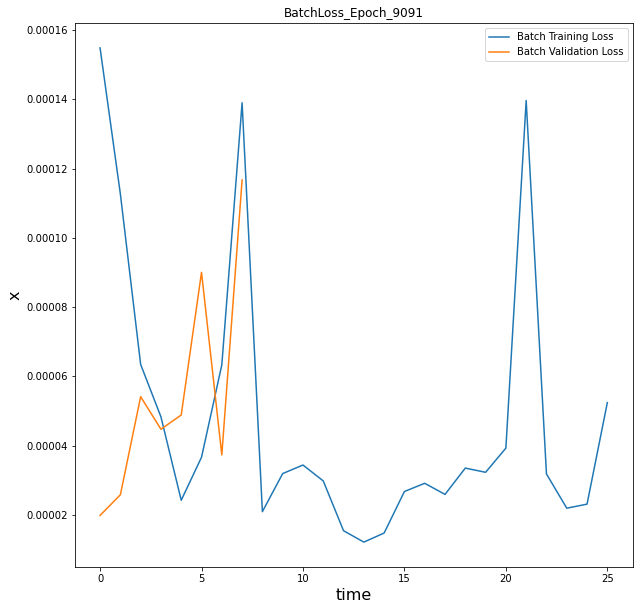 BatchLoss_Epoch_9091
Batch Training Loss
Batch Validation Loss
0.00016
0.00014
0.00012
0.00010
0.00008
0.00006
0.00004
0.00002
x
0 5 10 15 20 25
time